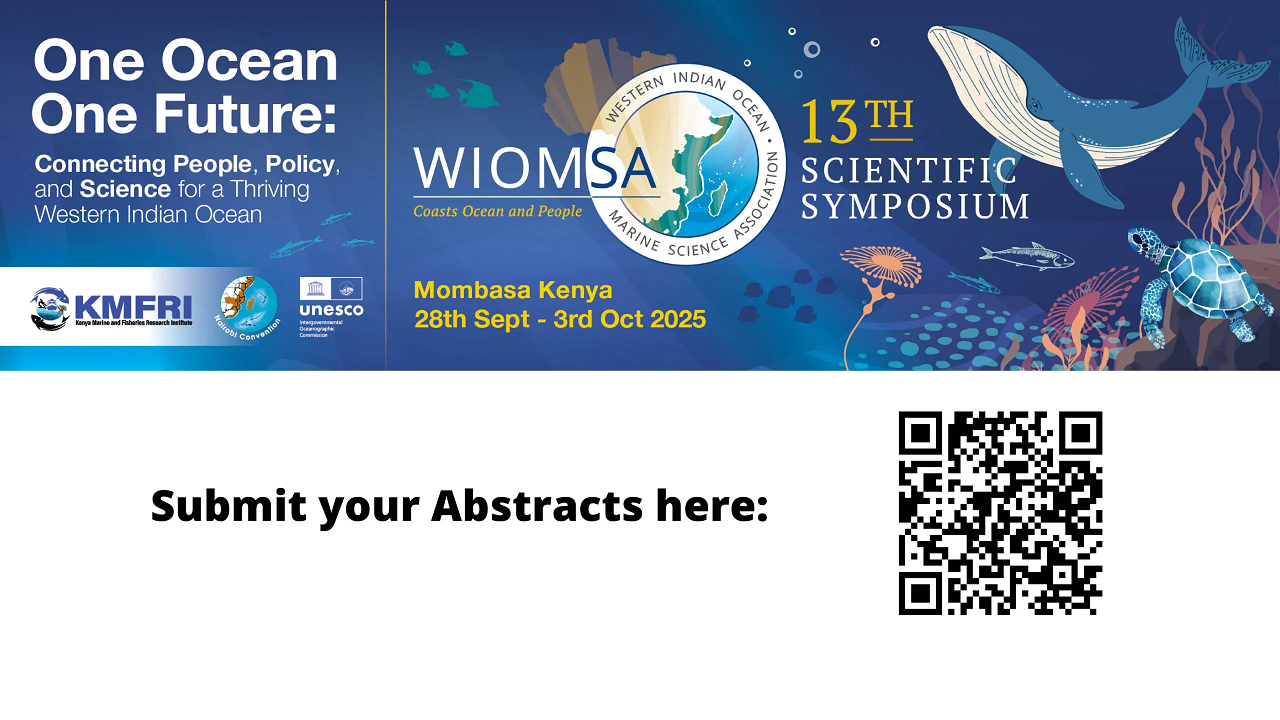 One Ocean
One Future:
Connecting People, Policy,
and Science for a Thriving
Western Indian Ocean
KMFRI
Kenya Marine and Fisheries Research Institute
Nairobi Convention
unesco
Intergovernmental
Oceanographic
Commission
WIOMSA
Coasts Ocean and People
WESTERN INDIAN OCEAN •
MARINE SCIENCE ASSOCIATION
Mombasa Kenya
28th Sept - 3rd Oct 2025
13TH
SCIENTIFIC
SYMPOSIUM
Submit your Abstracts here: